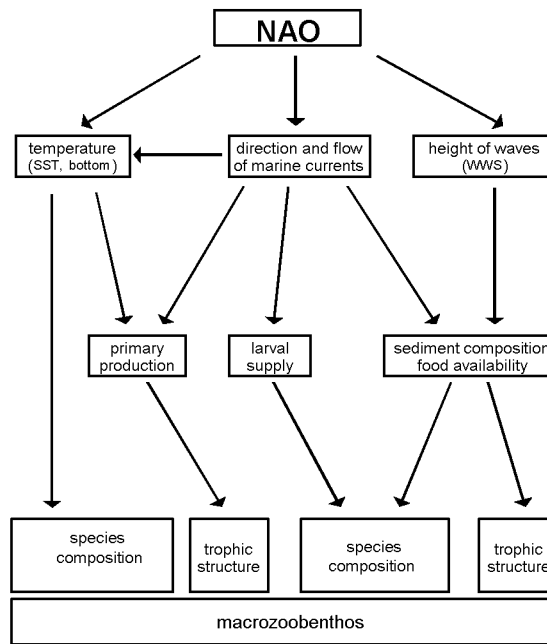 NAO
temperature
(SST, bottom)
direction and flow
of marine currents
height of waves
(WWS)
primary
production
larval
supply
sediment composition
food availability
species
composition
trophic
structure
species
composition
trophic
structure
macrozoobenthos